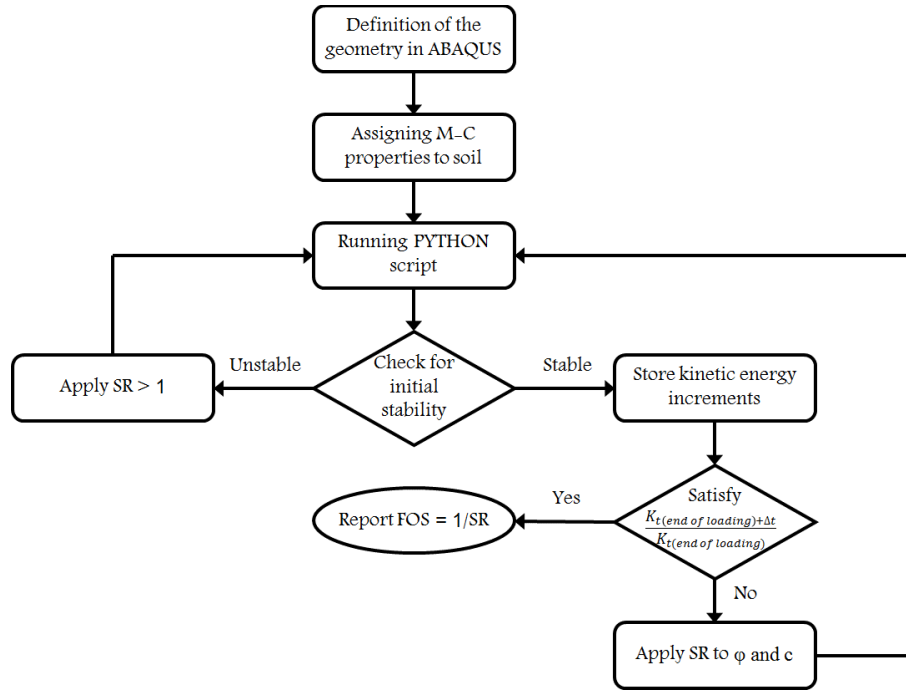 Definition of the
geometry in ABAQUS
Assigning M-C
properties to soil
Running PYTHON
script
Check for
initial
stability
Unstable
Stable
Apply SR > 1
Store kinetic energy
increments
Satisfy
K_{t(end of loading)+Δt}
K_{t(end of loading)}
Yes
Report FOS = 1/SR
No
Apply SR to φ and c